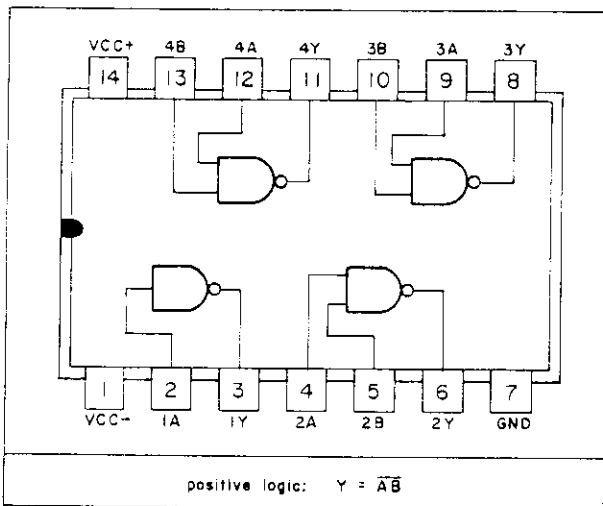 VCC+ 4B 4A 4Y 3B 3A 3Y
14 13 12 11 10 9 8
1 2 3 4 5 6 7
VCC- 1A 1Y 2A 2B 2Y GND
positive logic: Y = A̅B̅